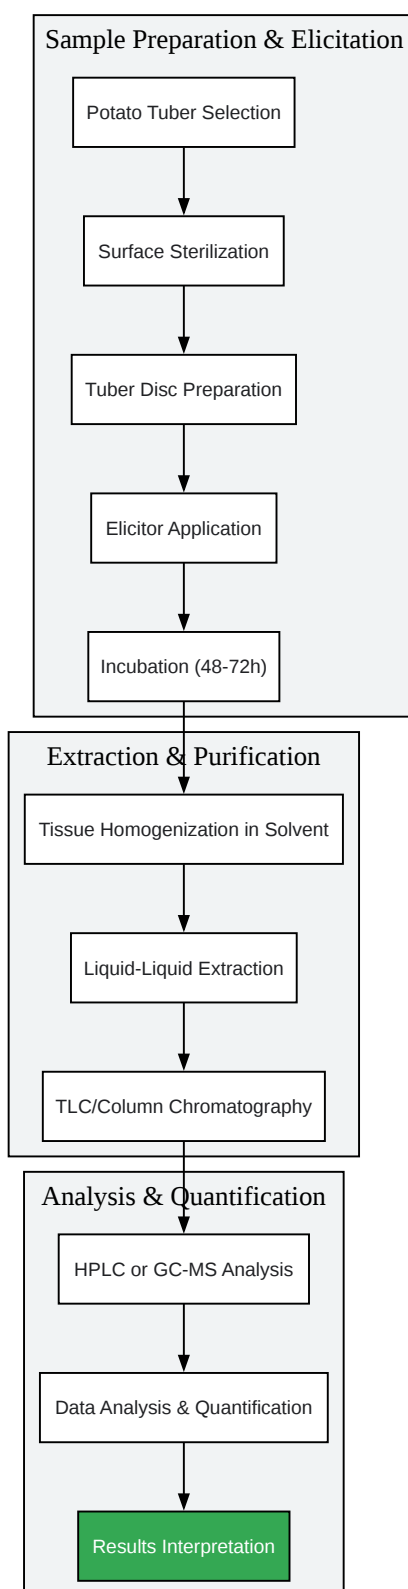 Sample Preparation & Elicitation
Potato Tuber Selection
Surface Sterilization
Tuber Disc Preparation
Elicitor Application
Incubation (48-72h)
Extraction & Purification
Tissue Homogenization in Solvent
Liquid-Liquid Extraction
TLC/Column Chromatography
Analysis & Quantification
HPLC or GC-MS Analysis
Data Analysis & Quantification
Results Interpretation